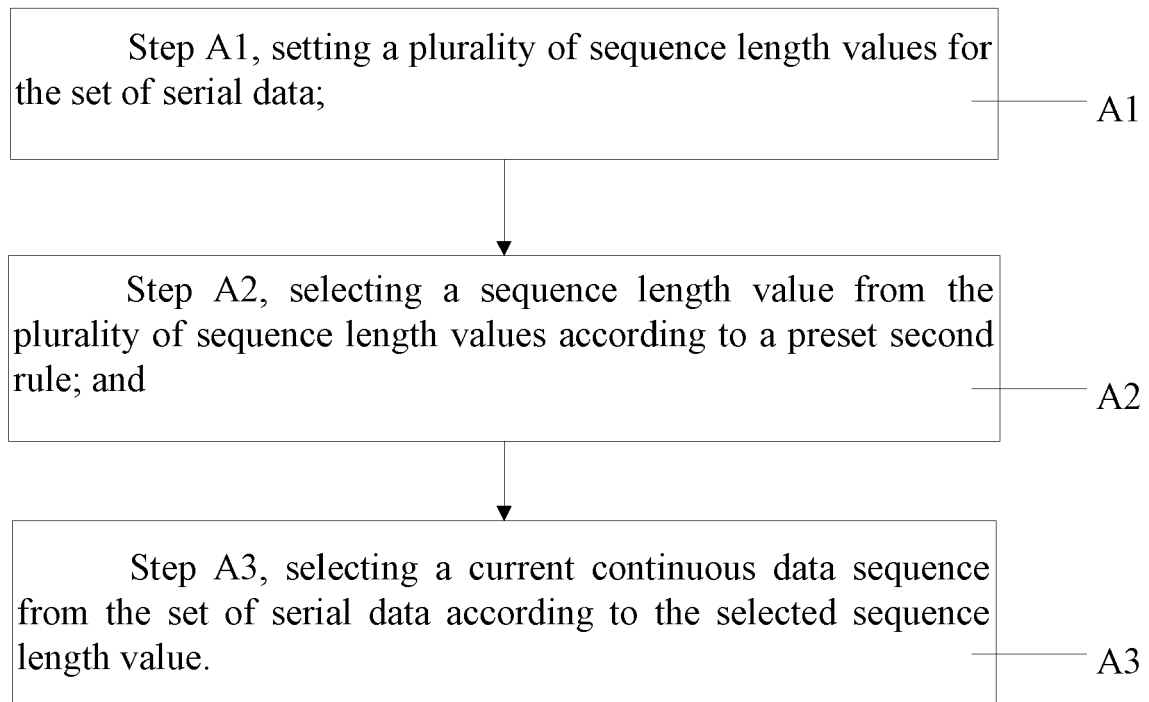 Step A1, setting a plurality of sequence length values for
the set of serial data;
A1
Step A2, selecting a sequence length value from the
plurality of sequence length values according to a preset second
rule; and
A2
Step A3, selecting a current continuous data sequence
from the set of serial data according to the selected sequence
length value.
A3